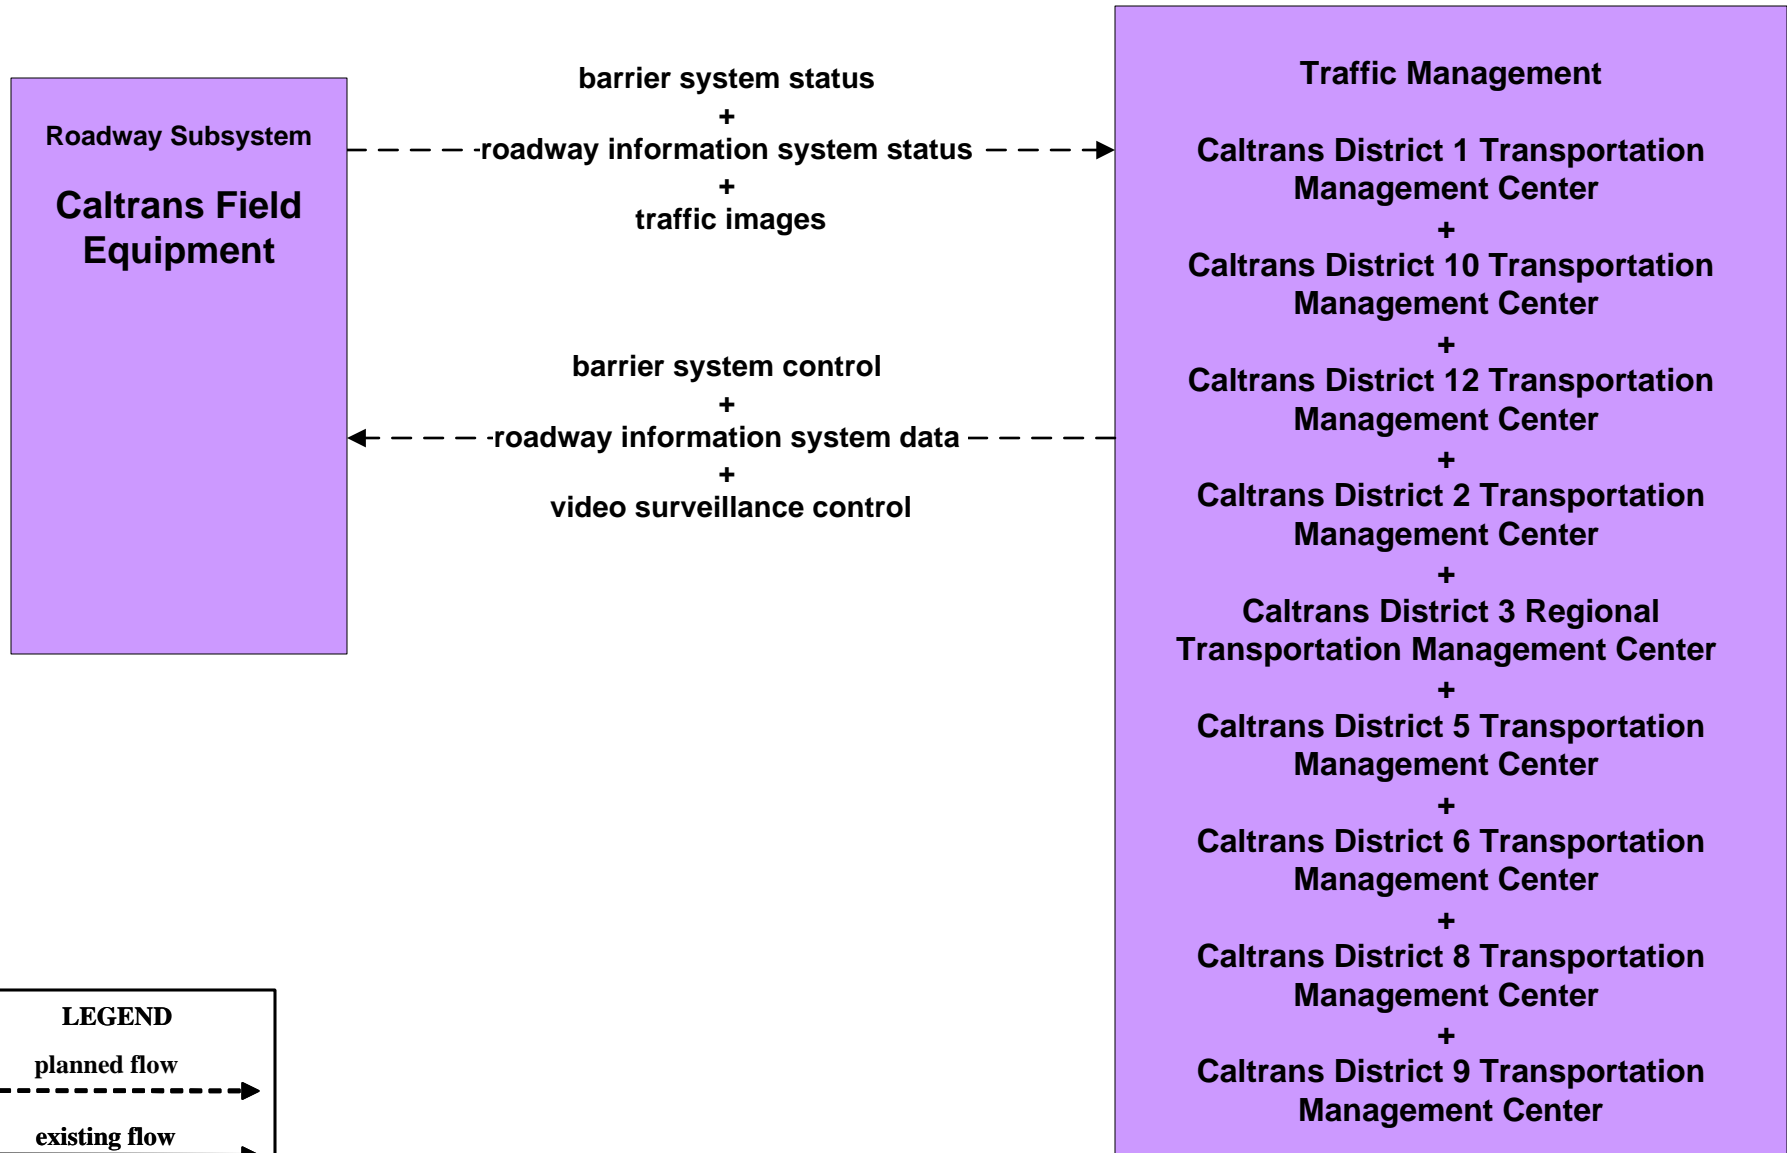 Roadway Subsystem
Caltrans Field
Equipment
barrier system status
+
roadway information system status
+
traffic images
barrier system control
+
roadway information system data
+
video surveillance control
Traffic Management
Caltrans District 1 Transportation
Management Center
+
Caltrans District 10 Transportation
Management Center
+
Caltrans District 12 Transportation
Management Center
+
Caltrans District 2 Transportation
Management Center
+
Caltrans District 3 Regional
Transportation Management Center
+
Caltrans District 5 Transportation
Management Center
+
Caltrans District 6 Transportation
Management Center
+
Caltrans District 8 Transportation
Management Center
+
Caltrans District 9 Transportation
Management Center
LEGEND
planned flow
existing flow